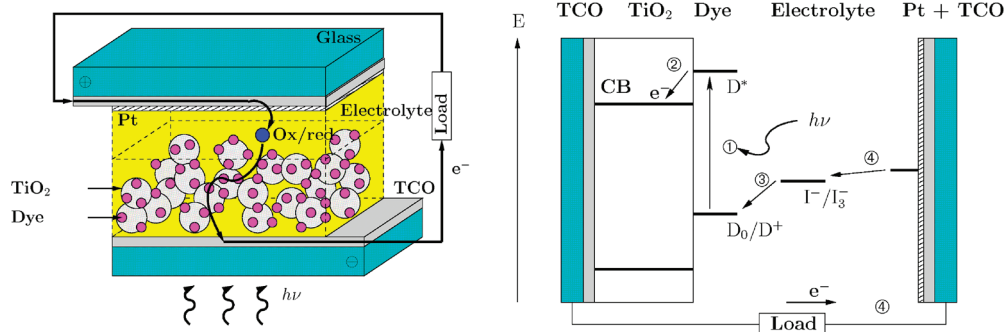 Glass
⊕
Pt
Electrolyte
Ox/red
Load
e⁻
TiO₂
Dye
TCO
⊖
hν
E
TCO TiO₂ Dye Electrolyte Pt + TCO
②
CB
e⁻
D*
hν
①
④
③
I⁻/I₃⁻
D₀/D⁺
e⁻
④
Load